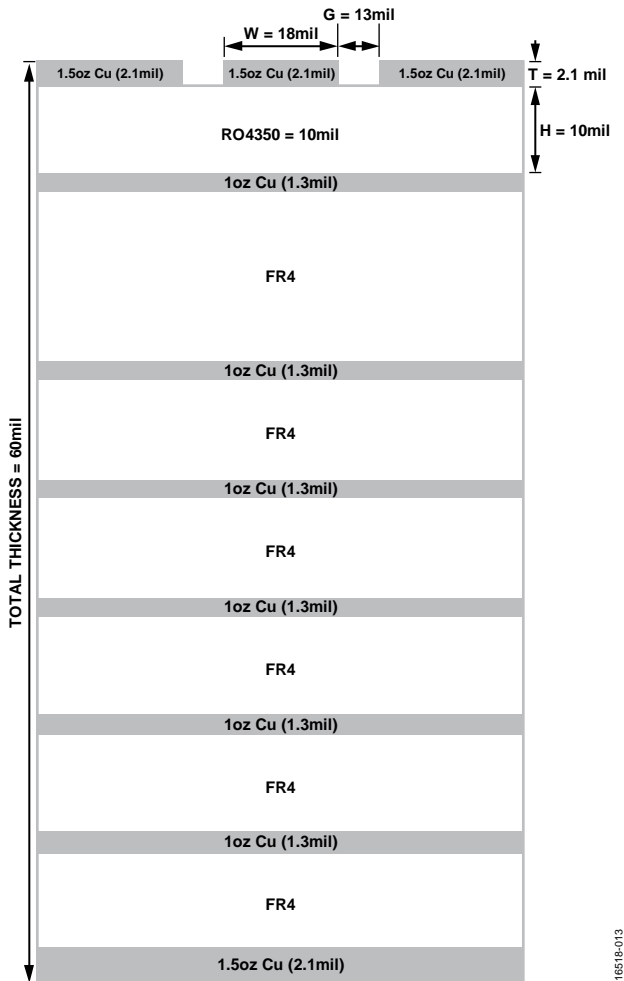 G = 13mil
W = 18mil
1.5oz Cu (2.1mil)
1.5oz Cu (2.1mil)
1.5oz Cu (2.1mil)
T = 2.1 mil
RO4350 = 10mil
H = 10mil
1oz Cu (1.3mil)
FR4
1oz Cu (1.3mil)
FR4
1oz Cu (1.3mil)
FR4
1oz Cu (1.3mil)
FR4
1oz Cu (1.3mil)
FR4
1oz Cu (1.3mil)
FR4
1.5oz Cu (2.1mil)
TOTAL THICKNESS = 60mil
16518-013